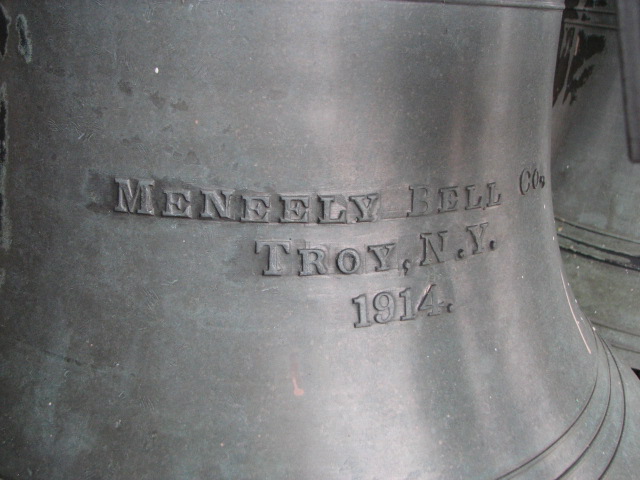 MENEELY BELL CO.
TROY, N.Y.
1914.